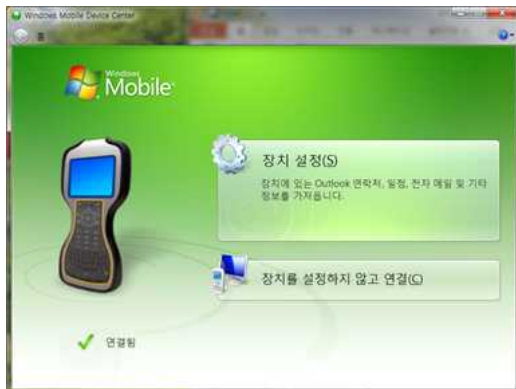 Windows Mobile Device Center
홈
Windows
Mobile
장치 설정(S)
장치에 있는 Outlook 연락처, 일정, 전자 메일 및 기타
정보를 가져옵니다.
장치를 설정하지 않고 연결(C)
연결됨